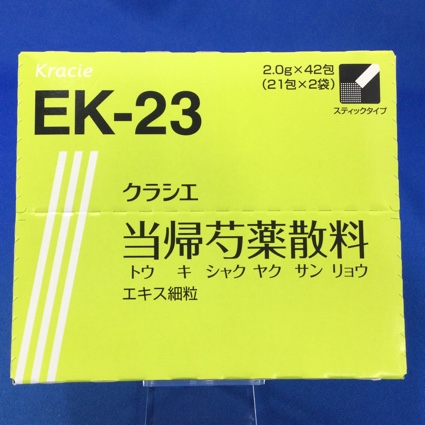 Kracie
2.0g×42包
(21包×2袋)
スティックタイプ
EK-23
クラシエ
当帰芍薬散料
トウ キ シャク ヤク サン リョウ
エキス細粒